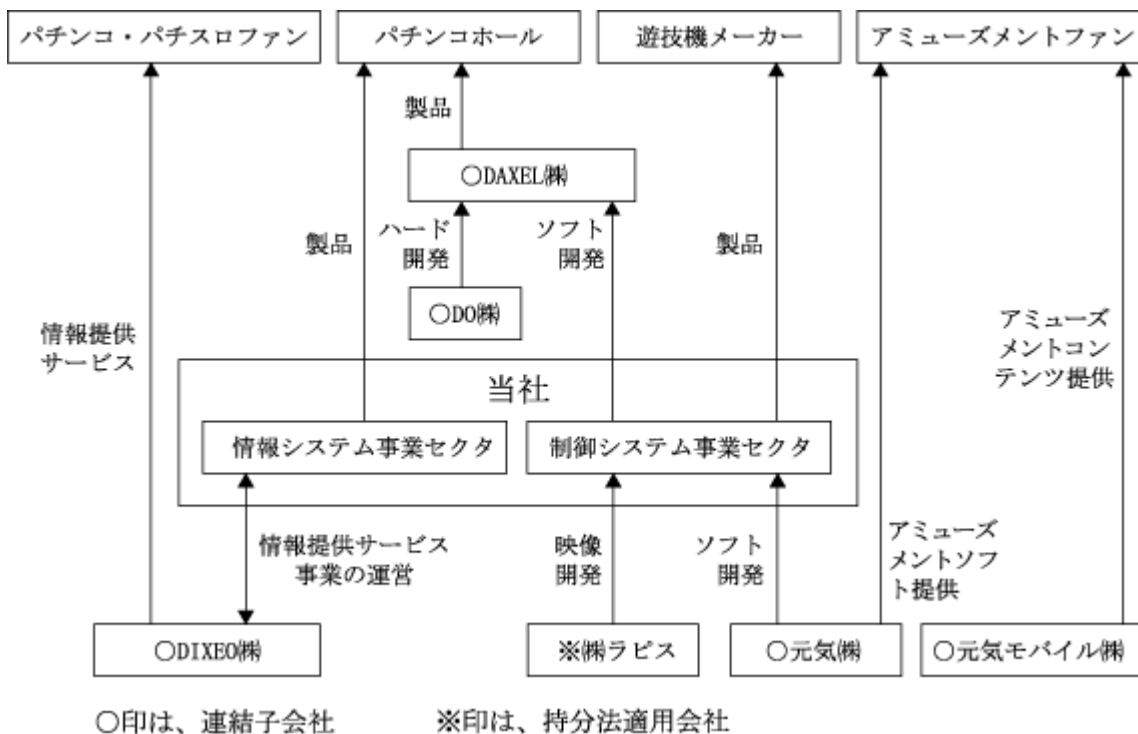 パチンコ・パチスロファン
パチンコホール
遊技機メーカー
アミューズメントファン
製品
○DAXEL㈱
ハード
開発
ソフト
開発
製品
製品
○DO㈱
情報提供
サービス
アミューズ
メントコン
テンツ提供
当社
情報システム事業セクタ
制御システム事業セクタ
情報提供サービス
事業の運営
映像
開発
ソフト
開発
アミューズ
メントソフ
ト提供
○DIXEO㈱
※㈱ラピス
○元気㈱
○元気モバイル㈱
○印は、連結子会社
※印は、持分法適用会社